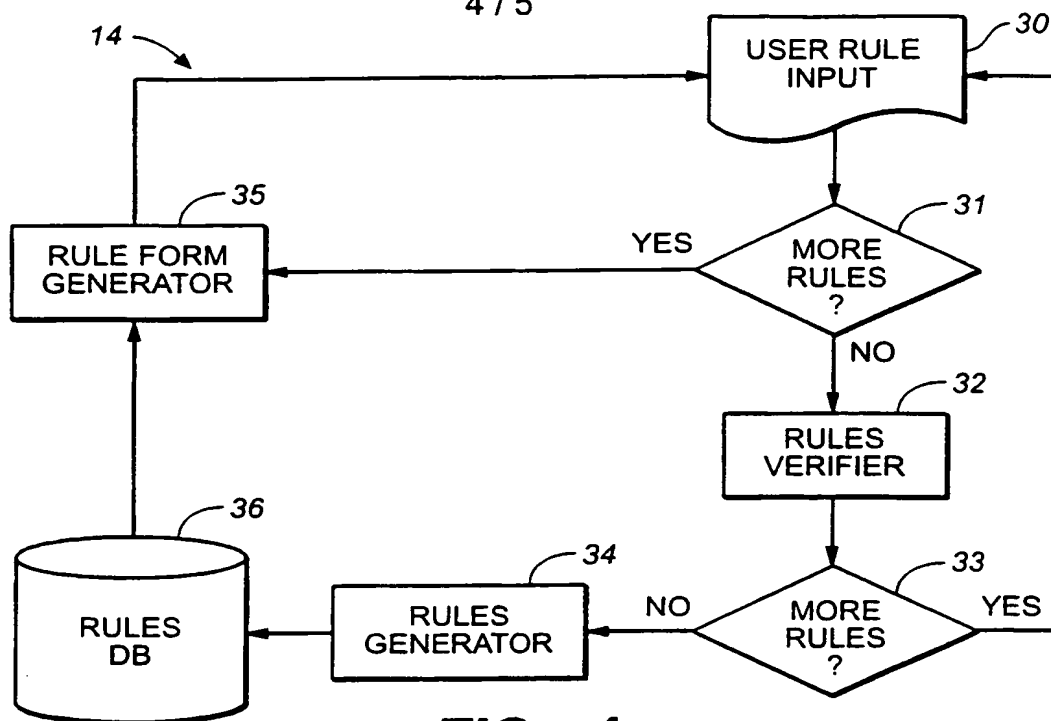 4 / 5
14
30
USER RULE
INPUT
35
31
RULE FORM
GENERATOR
YES
MORE
RULES
?
NO
32
RULES
VERIFIER
36
34
33
RULES
DB
RULES
GENERATOR
NO
MORE
RULES
?
YES